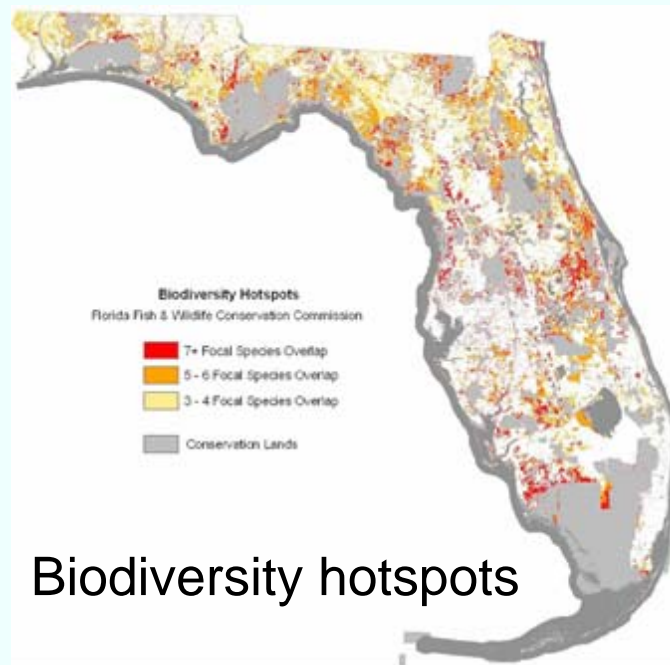 Biodiversity Hotspots
Florida Fish & Wildlife Conservation Commission
7+ Focal Species Overlap
5 - 6 Focal Species Overlap
3 - 4 Focal Species Overlap
Conservation Lands
Biodiversity hotspots